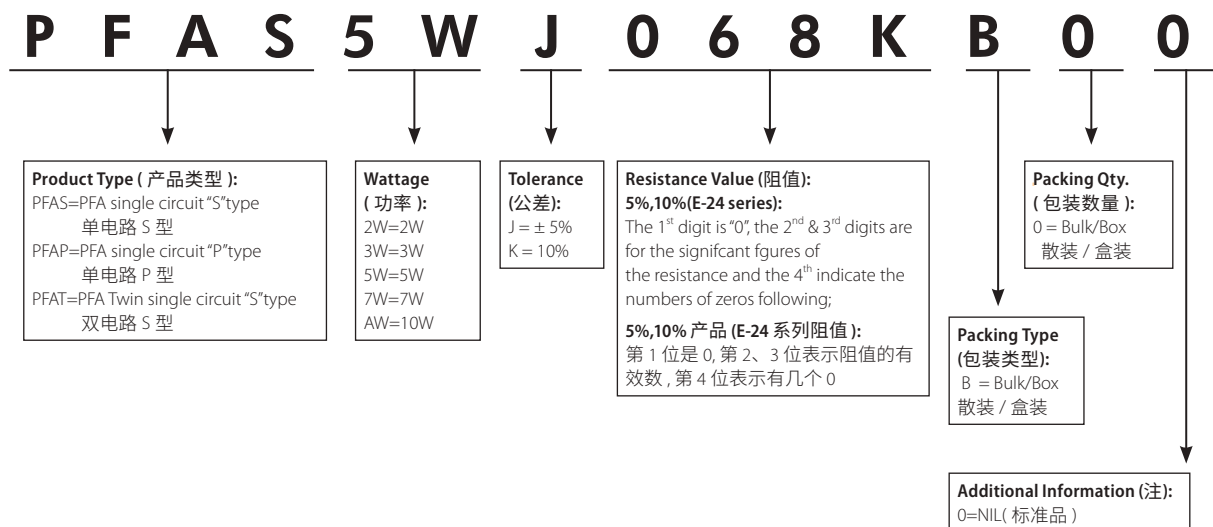 P F A S 5 W J 0 6 8 K B 0 0
Product Type ( 产品类型 ):
PFAS=PFA single circuit “S”type
单电路 S 型
PFAP=PFA single circuit “P”type
单电路 P 型
PFAT=PFA Twin single circuit “S”type
双电路 S 型
Wattage
( 功率 ):
2W=2W
3W=3W
5W=5W
7W=7W
AW=10W
Tolerance
(公差):
J = ± 5%
K = 10%
Resistance Value (阻值):
5%,10%(E-24 series):
The 1st digit is “0”, the 2nd & 3rd digits are
for the signifcant fgures of
the resistance and the 4th indicate the
numbers of zeros following;
5%,10% 产品 (E-24 系列阻值 ):
第 1 位是 0, 第 2、3 位表示阻值的有
效数 , 第 4 位表示有几个 0
Packing Qty.
( 包装数量 ):
0 = Bulk/Box
散装 / 盒装
Packing Type
(包装类型):
B = Bulk/Box
散装 / 盒装
Additional Information (注):
0=NIL( 标准品 )